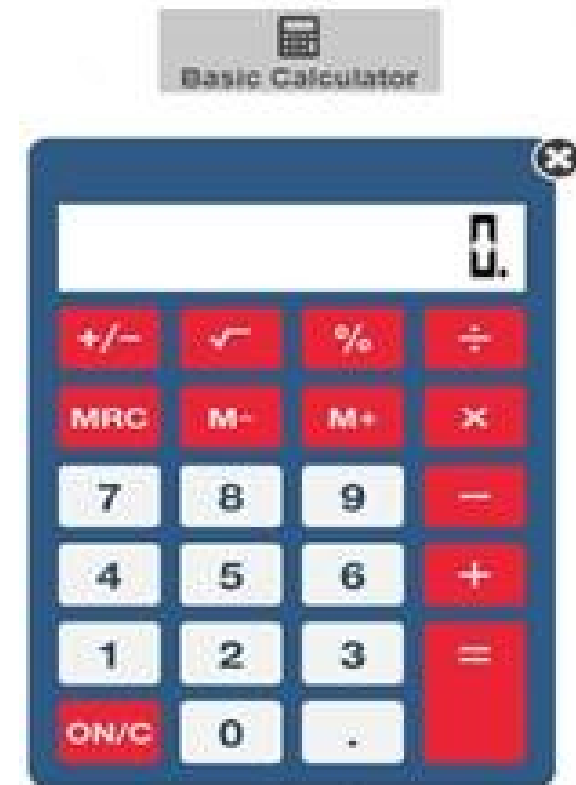 Basic Calculator
0.
+/− √ % ÷
MRC M- M+ ×
7 8 9 −
4 5 6 +
1 2 3 =
ON/C 0 .